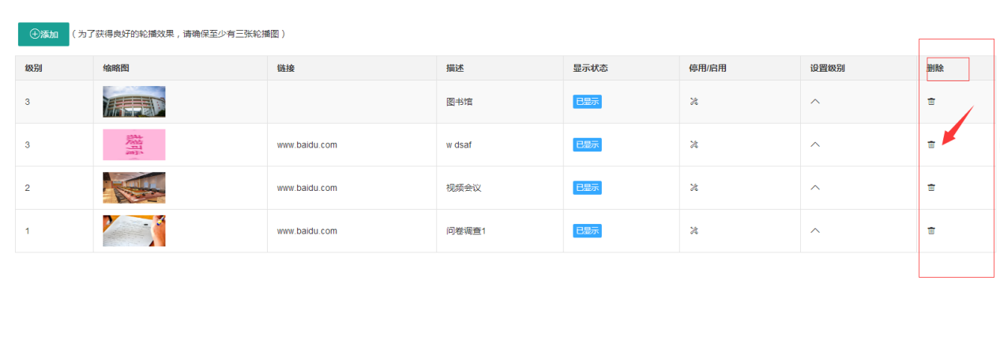 添加 (为了获得良好的轮播效果，请确保至少有三张轮播图)
级别 缩略图 链接 描述 显示状态 停用/启用 设置级别 删除
3 图书馆 已显示
3 www.baidu.com w dsaf 已显示
2 www.baidu.com 视频会议 已显示
1 www.baidu.com 问卷调查1 已显示